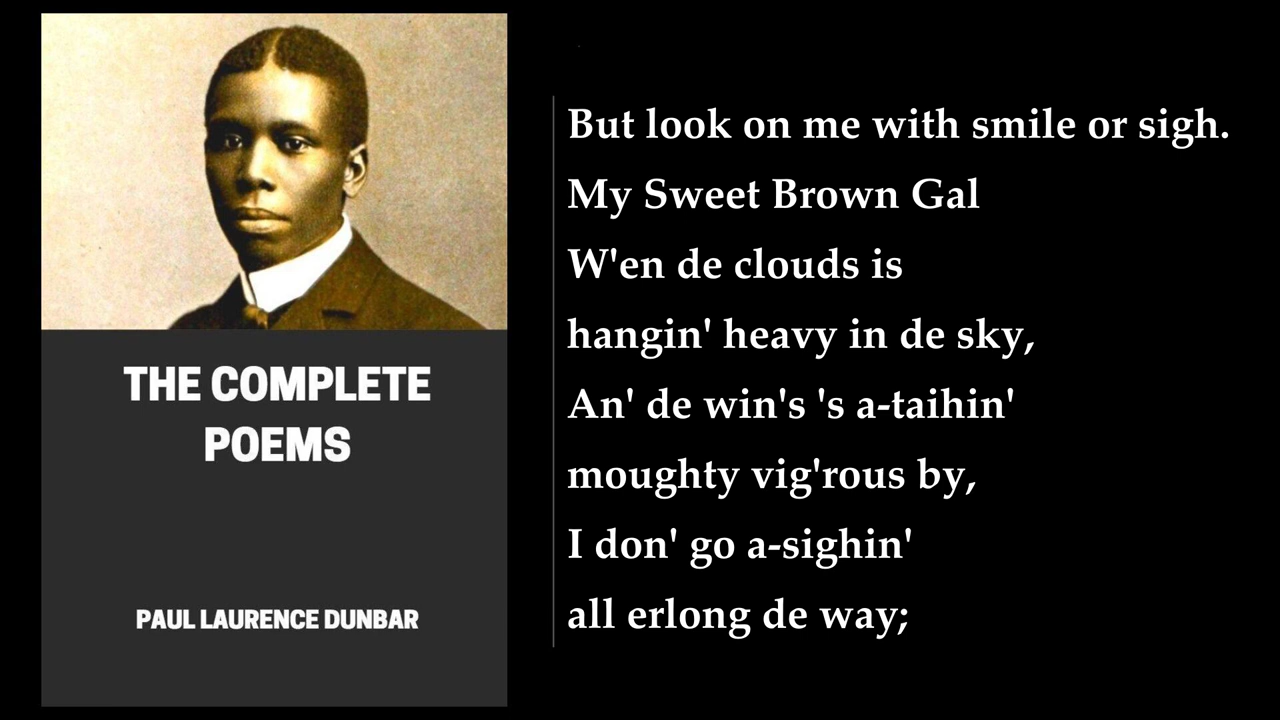 THE COMPLETE
POEMS
PAUL LAURENCE DUNBAR
But look on me with smile or sigh.
My Sweet Brown Gal
W'en de clouds is
hangin' heavy in de sky,
An' de win's 's a-taihin'
moughty vig'rous by,
I don' go a-sighin'
all erlong de way;